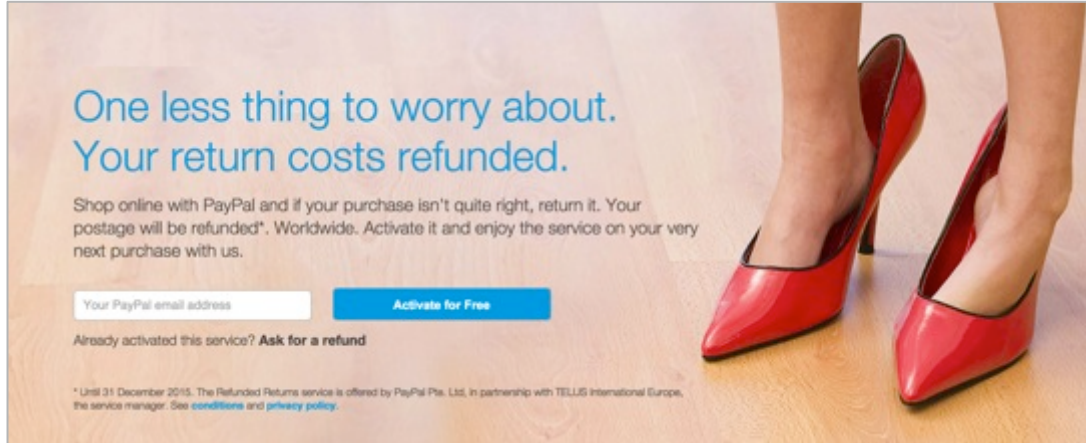 One less thing to worry about.
Your return costs refunded.
Shop online with PayPal and if your purchase isn't quite right, return it. Your
postage will be refunded*. Worldwide. Activate it and enjoy the service on your very
next purchase with us.
Your PayPal email address
Activate for Free
Already activated this service? Ask for a refund
* Until 31 December 2015. The Refunded Returns service is offered by PayPal Pte. Ltd, in partnership with TELUS International Europe,
the service manager. See conditions and privacy policy.